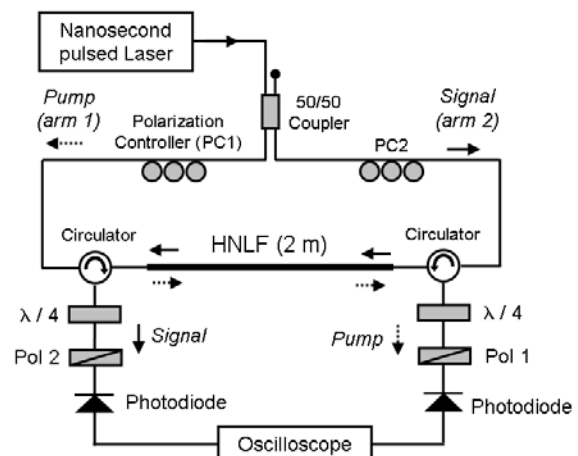 Nanosecond
pulsed Laser
Pump
(arm 1)
Polarization
Controller (PC1)
50/50
Coupler
Signal
(arm 2)
PC2
Circulator
HNLF (2 m)
Circulator
λ / 4
λ / 4
Signal
Pump
Pol 2
Pol 1
Photodiode
Photodiode
Oscilloscope